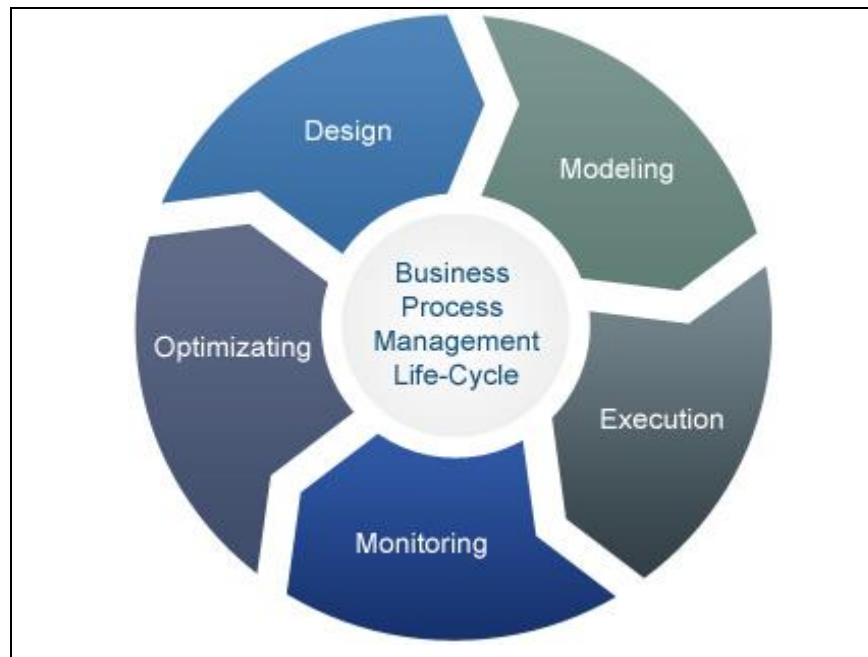 Design
Modeling
Business
Process
Management
Life-Cycle
Optimizating
Execution
Monitoring